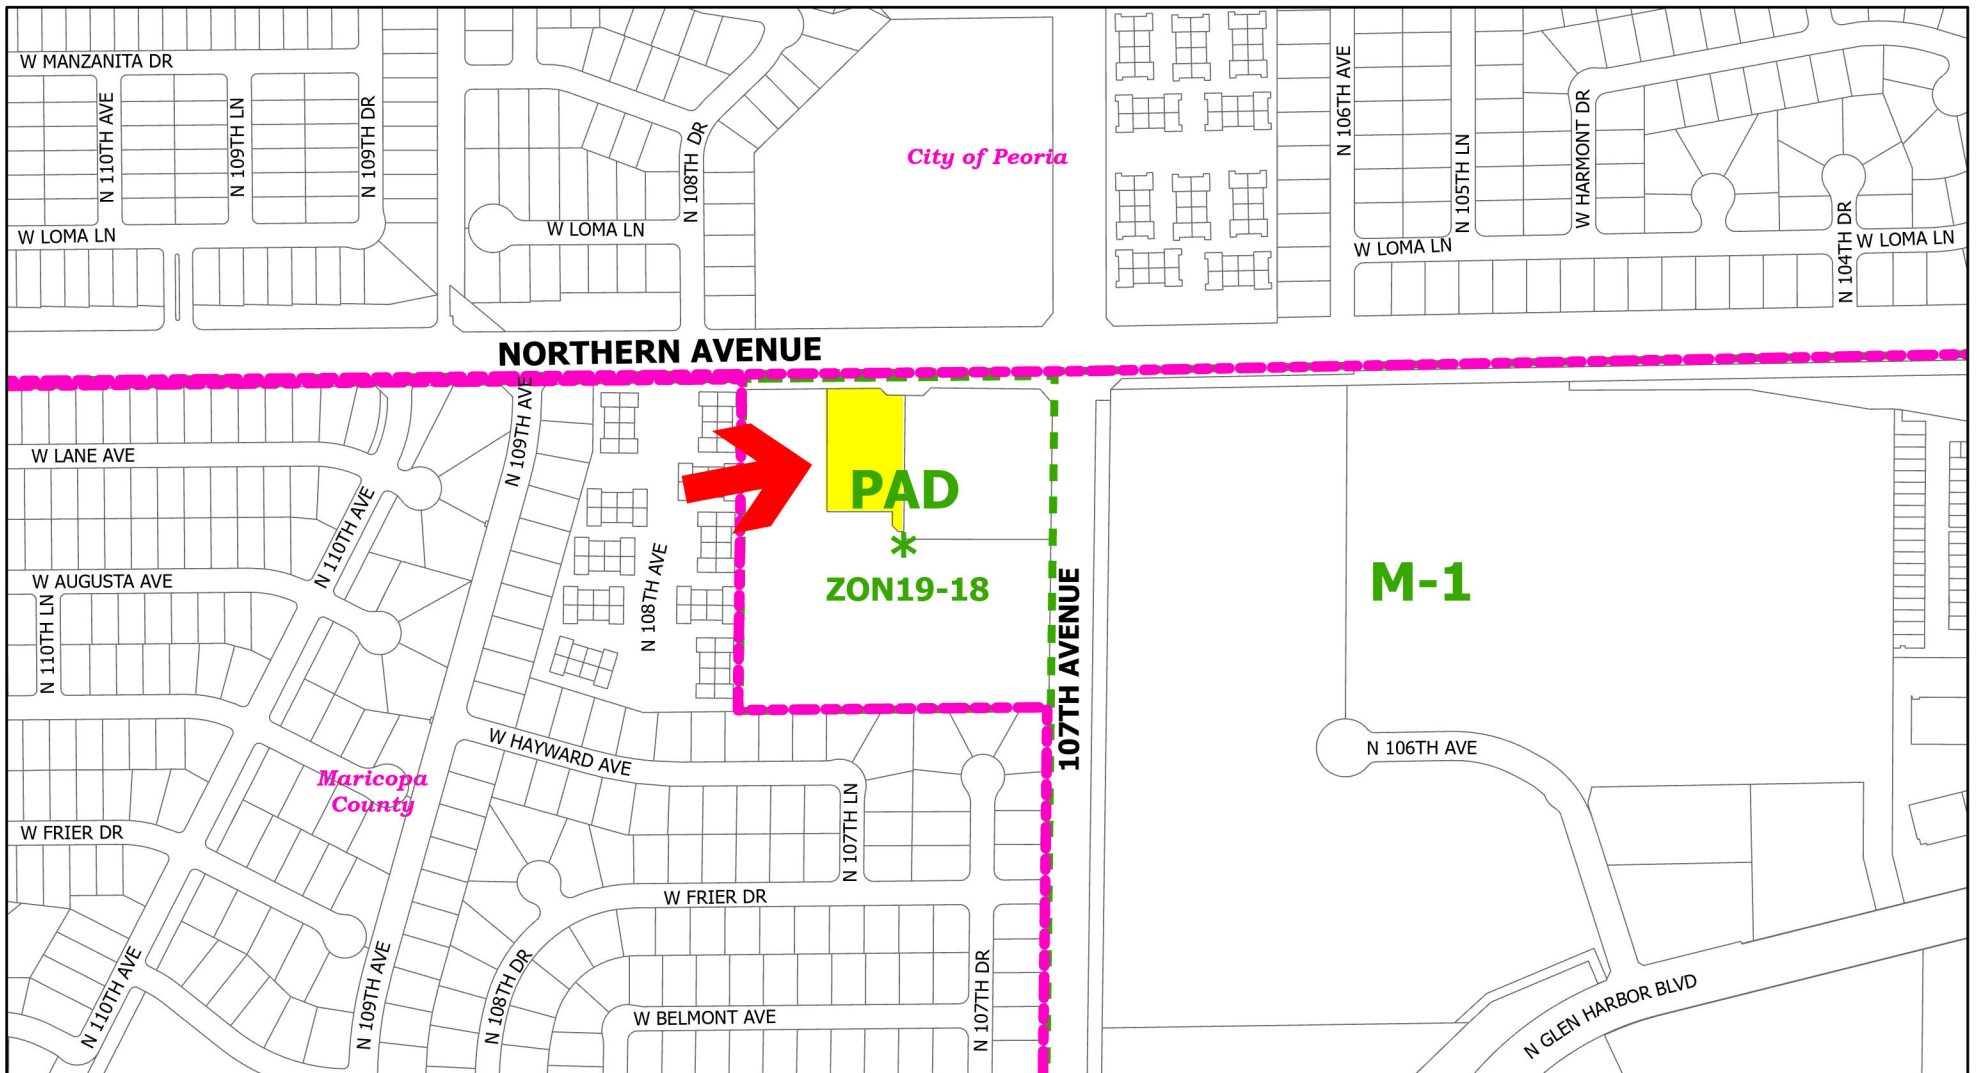 W MANZANITA DR
N 110TH AVE
N 109TH LN
N 109TH DR
N 108TH DR
City of Peoria
N 106TH AVE
N 105TH LN
W HARMONT DR
N 104TH DR
W LOMA LN
W LOMA LN
W LOMA LN
W LOMA LN
NORTHERN AVENUE
W LANE AVE
N 109TH AVE
N 110TH AVE
PAD
*
ZON19-18
M-1
W AUGUSTA AVE
N 110TH LN
N 108TH AVE
107TH AVENUE
W HAYWARD AVE
N 106TH AVE
Maricopa
County
N 107TH LN
W FRIER DR
W FRIER DR
N 110TH AVE
N 109TH AVE
N 108TH DR
N 107TH DR
W BELMONT AVE
N GLEN HARBOR BLVD